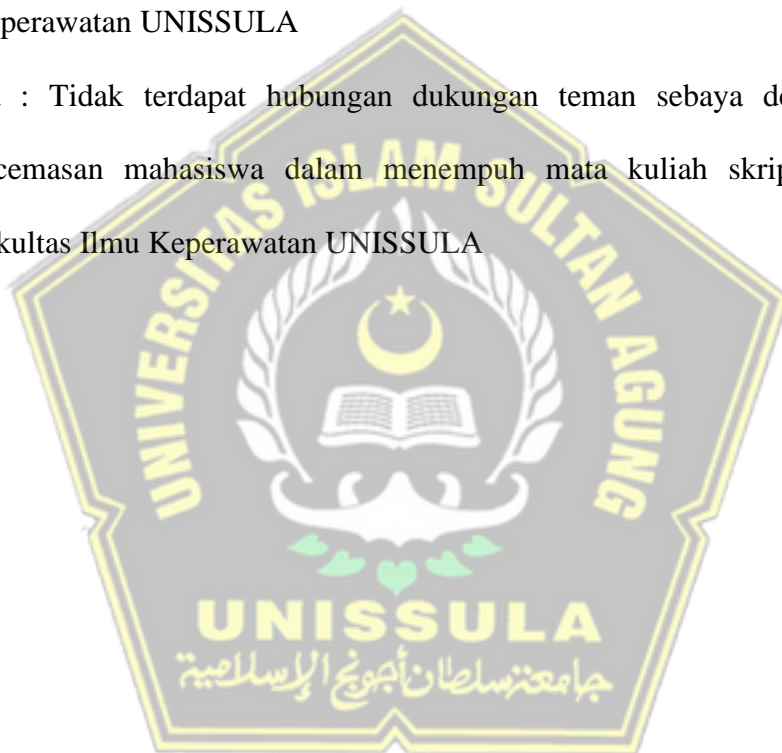 perawatan UNISSULA
: Tidak terdapat hubungan dukungan teman sebaya
cemasan mahasiswa dalam menempuh mata kuliah skrip
kultas Ilmu Keperawatan UNISSULA
UNIVERSITAS ISLAM SULTAN AGUNG
UNISSULA
جامعة سلطان أجونج الإسلامية